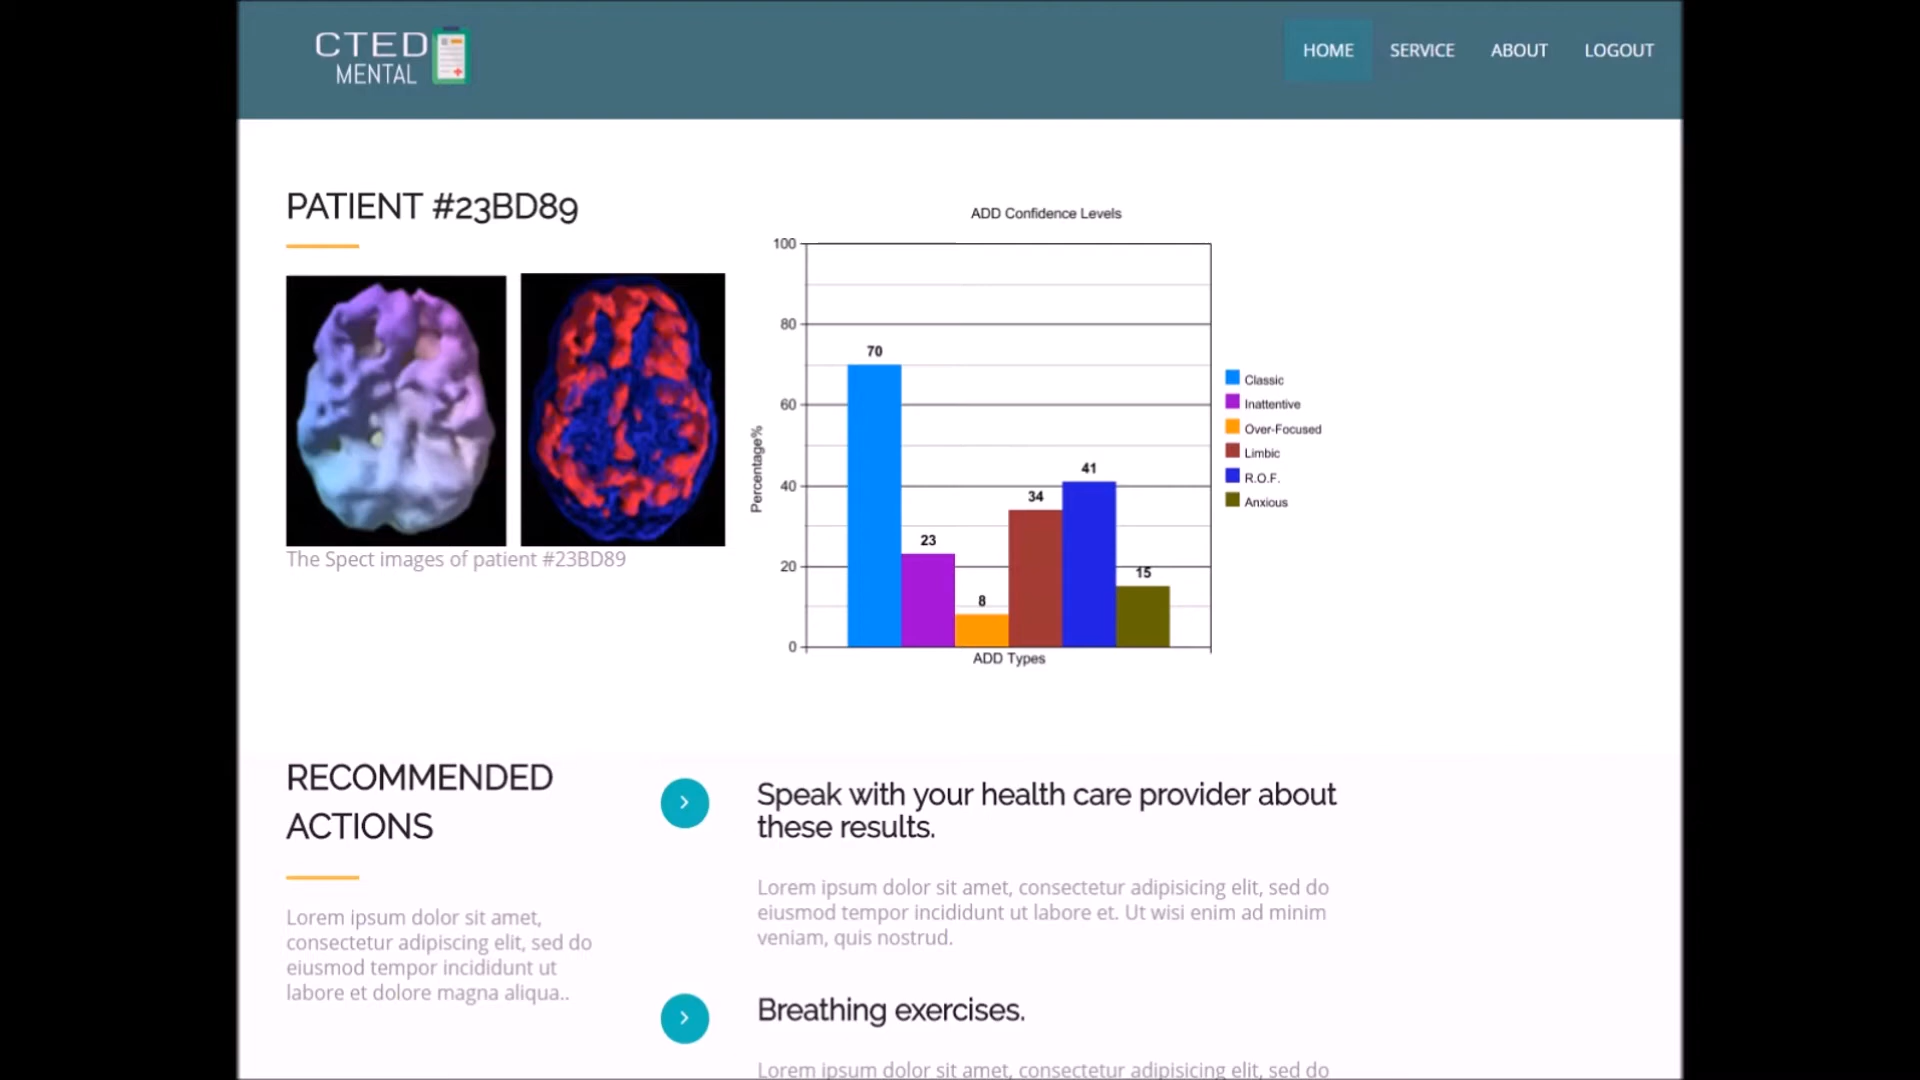 CTED
MENTAL
HOME SERVICE ABOUT LOGOUT
PATIENT #23BD89
The Spect images of patient #23BD89
ADD Confidence Levels
100
80
60
40
20
0
Percentage%
70
23
8
34
41
15
ADD Types
Classic
Inattentive
Over-Focused
Limbic
R.O.F.
Anxious
RECOMMENDED
ACTIONS
Lorem ipsum dolor sit amet,
consectetur adipiscing elit, sed do
eiusmod tempor incididunt ut
labore et dolore magna aliqua..
Speak with your health care provider about
these results.
Lorem ipsum dolor sit amet, consectetur adipisicing elit, sed do
eiusmod tempor incididunt ut labore et. Ut wisi enim ad minim
veniam, quis nostrud.
Breathing exercises.
Lorem ipsum dolor sit amet, consectetur adipisicing elit, sed do